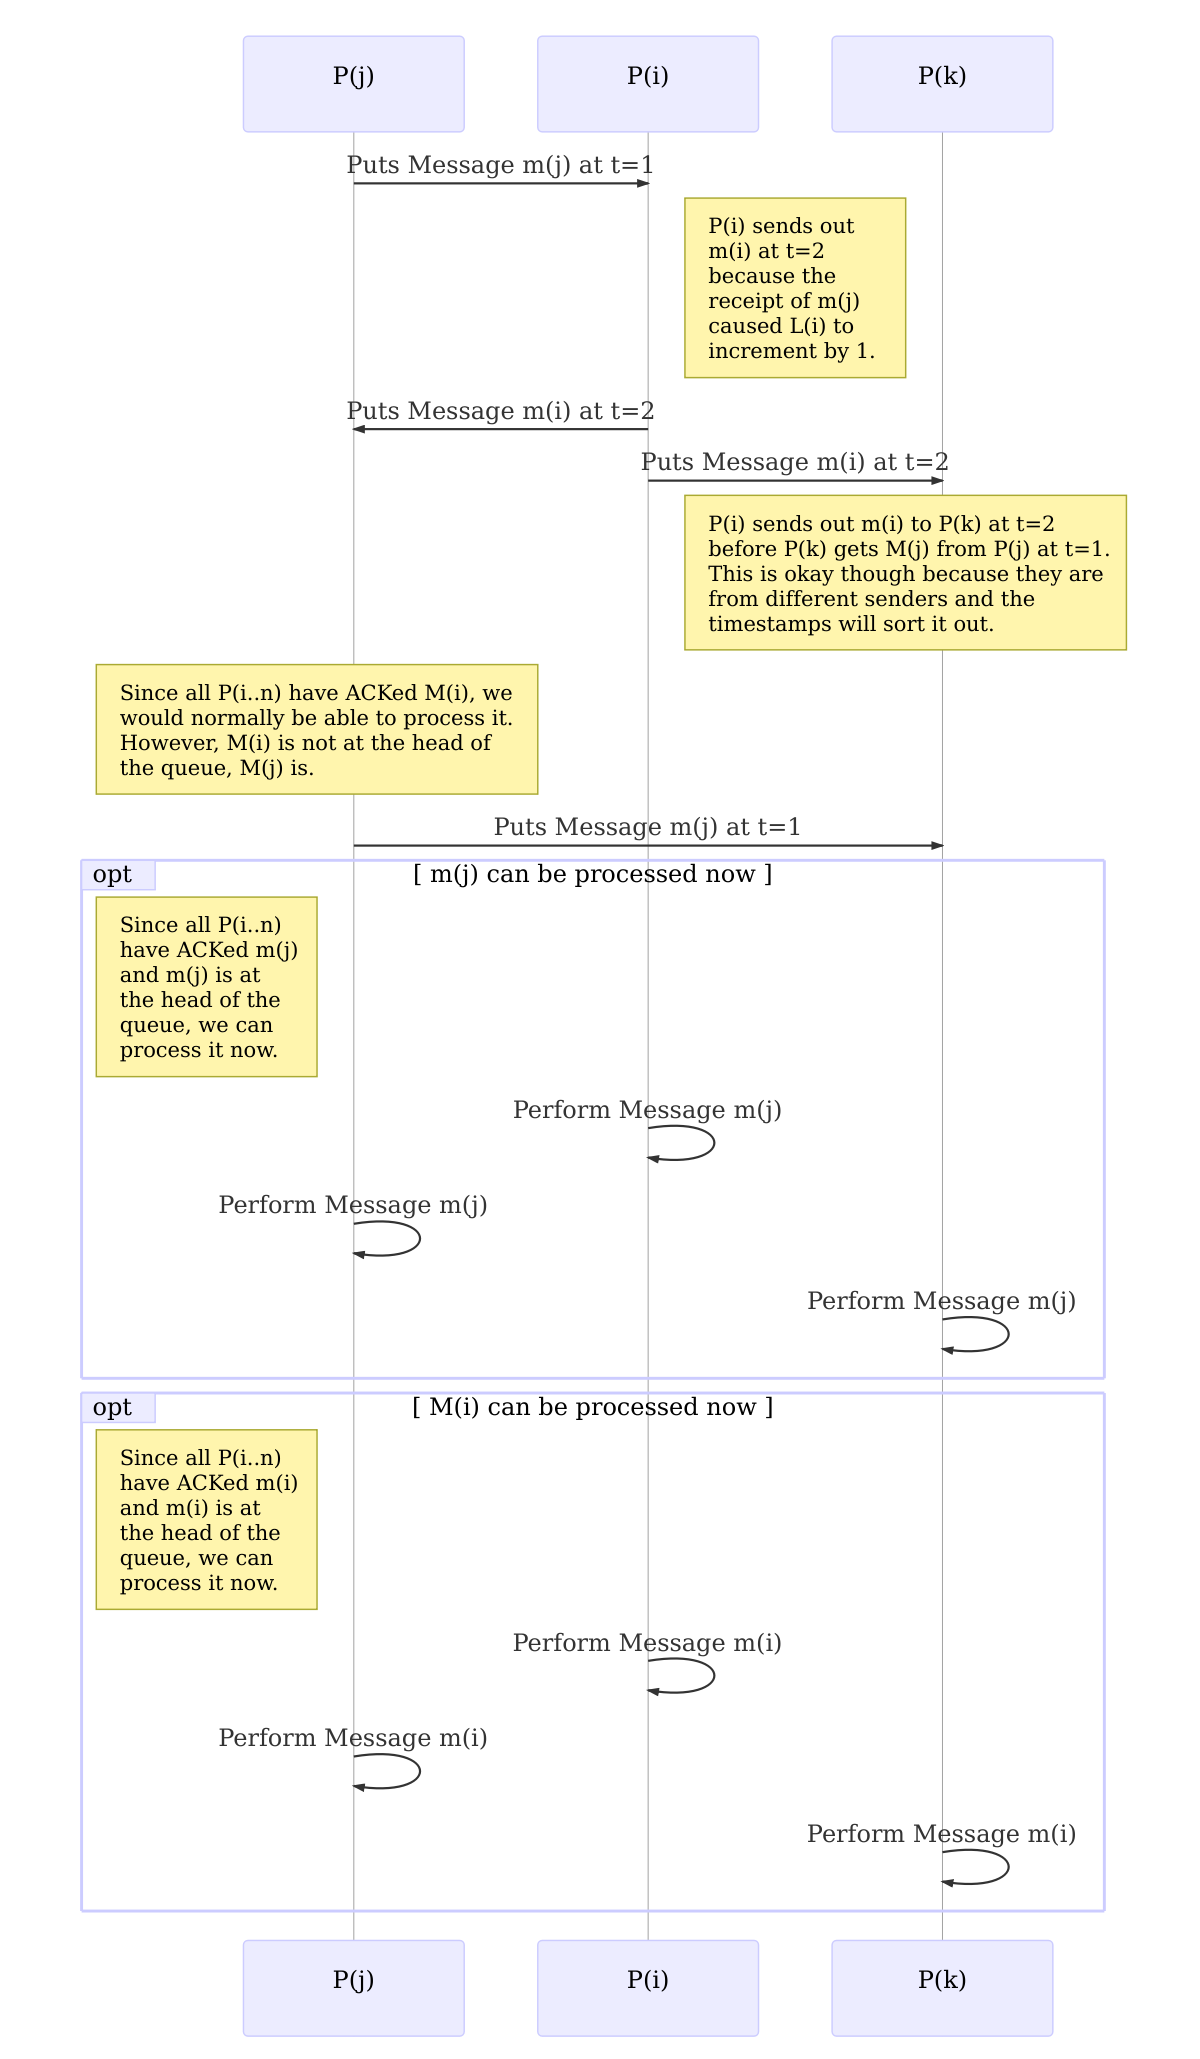 P(j)
P(i)
P(k)
Puts Message m(j) at t=1
P(i) sends out
m(i) at t=2
because the
receipt of m(j)
caused L(i) to
increment by 1.
Puts Message m(i) at t=2
Puts Message m(i) at t=2
P(i) sends out m(i) to P(k) at t=2
before P(k) gets M(j) from P(j) at t=1.
This is okay though because they are
from different senders and the
timestamps will sort it out.
Since all P(i..n) have ACKed M(i), we
would normally be able to process it.
However, M(i) is not at the head of
the queue, M(j) is.
Puts Message m(j) at t=1
opt
[ m(j) can be processed now ]
Since all P(i..n)
have ACKed m(j)
and m(j) is at
the head of the
queue, we can
process it now.
Perform Message m(j)
Perform Message m(j)
Perform Message m(j)
opt
[ M(i) can be processed now ]
Since all P(i..n)
have ACKed m(i)
and m(i) is at
the head of the
queue, we can
process it now.
Perform Message m(i)
Perform Message m(i)
Perform Message m(i)
P(j)
P(i)
P(k)